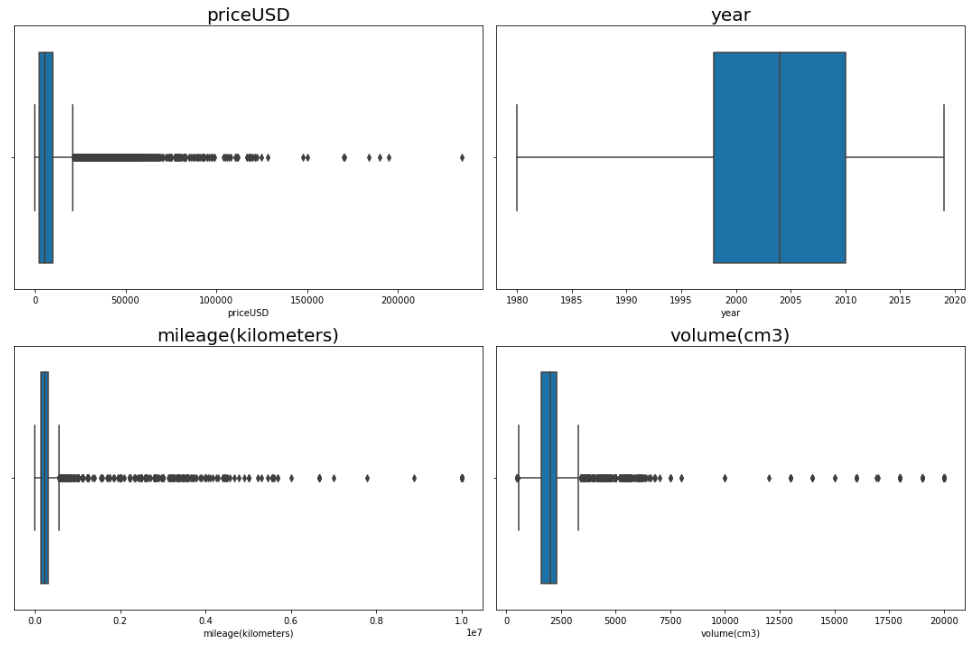 priceUSD
0 50000 100000 150000 200000
priceUSD
year
1980 1985 1990 1995 2000 2005 2010 2015 2020
year
mileage(kilometers)
0.0 0.2 0.4 0.6 0.8 1.0
1e7
mileage(kilometers)
volume(cm3)
0 2500 5000 7500 10000 12500 15000 17500 20000
volume(cm3)